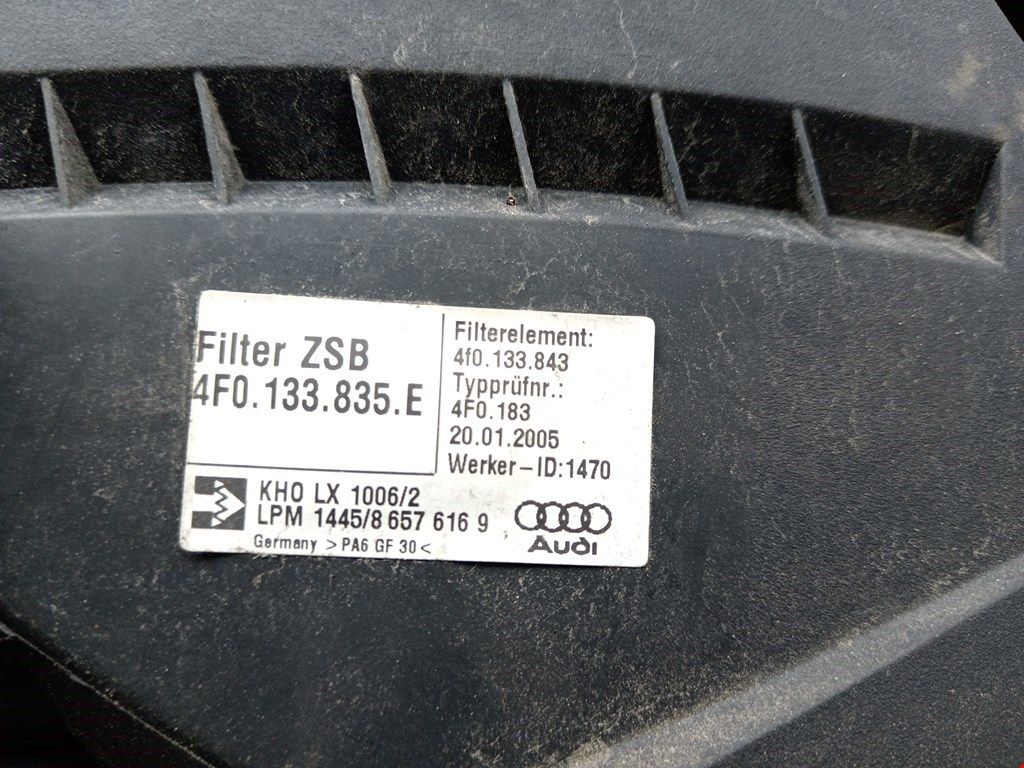 Filter ZSB
4F0.133.835.E
Filterelement:
4f0.133.843
Typprüfnr.:
4F0.183
20.01.2005
Werker-ID:1470
KHO LX 1006/2
LPM 1445/8 657 616 9
Germany >PA6 GF 30<
Audi